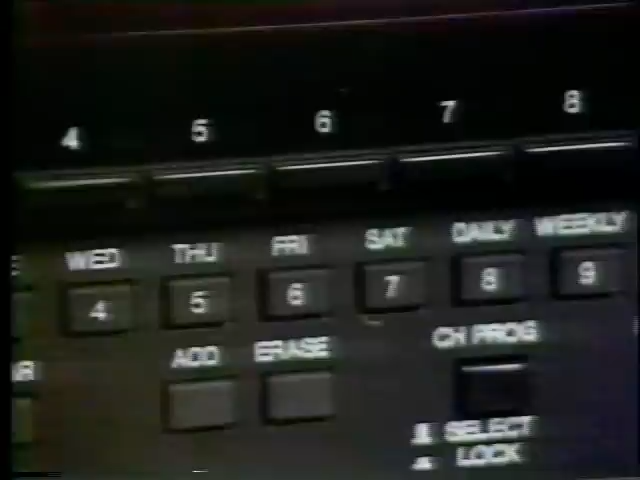 4 5 6 7 8
WED THU FRI SAT DAILY WEEKLY
4 5 6 7 8 9
ADD ERASE CH PROG
SELECT
LOCK